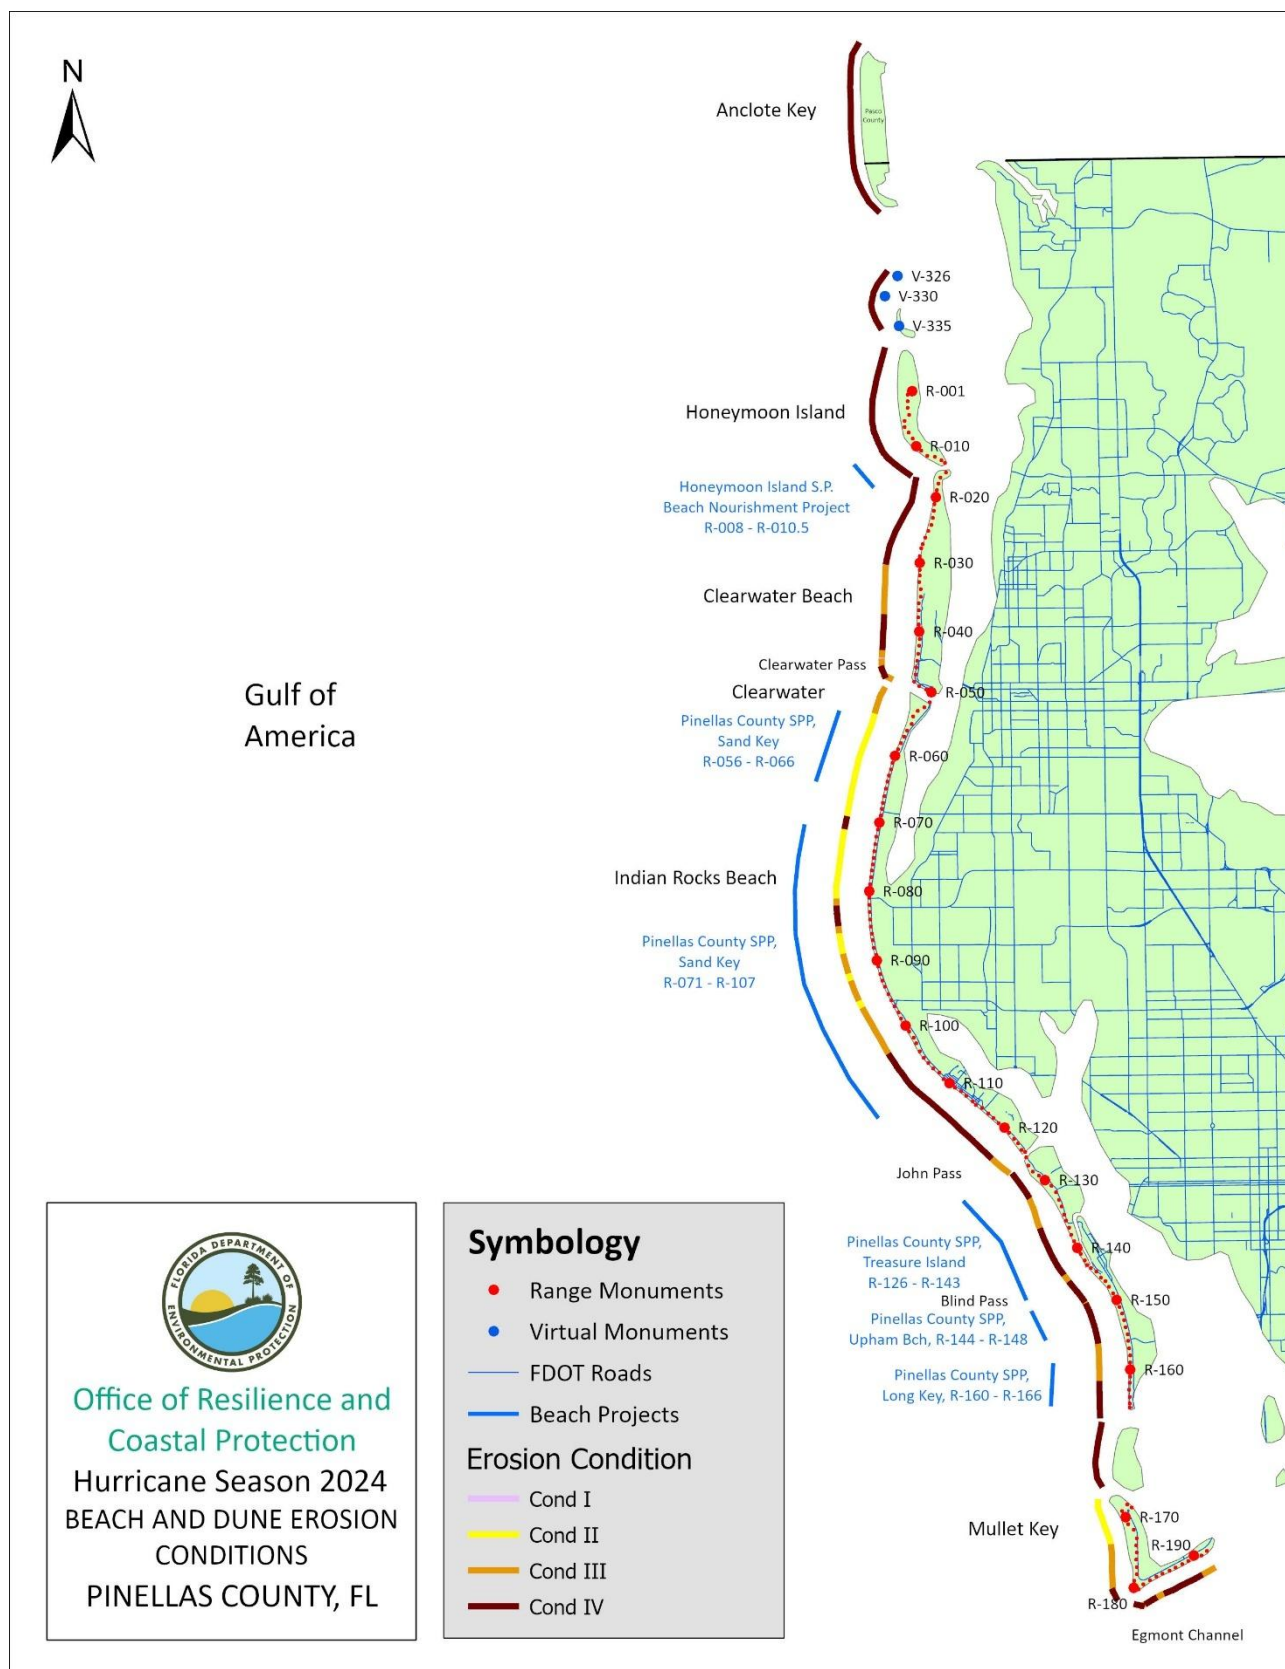 N
Anclote Key
Pasco
County
V-326
V-330
V-335
R-001
Honeymoon Island
R-010
Honeymoon Island S.P.
Beach Nourishment Project
R-008 - R-010.5
R-020
R-030
Clearwater Beach
R-040
Clearwater Pass
Clearwater
R-050
Gulf of
America
Pinellas County SPP,
Sand Key
R-056 - R-066
R-060
R-070
Indian Rocks Beach
R-080
Pinellas County SPP,
Sand Key
R-071 - R-107
R-090
R-100
R-110
R-120
John Pass
R-130
Pinellas County SPP,
Treasure Island
R-126 - R-143
R-140
Blind Pass
R-150
Pinellas County SPP,
Upham Bch, R-144 - R-148
R-160
Pinellas County SPP,
Long Key, R-160 - R-166
Mullet Key
R-170
R-190
R-180
Egmont Channel
FLORIDA DEPARTMENT OF
ENVIRONMENTAL PROTECTION
Office of Resilience and
Coastal Protection
Hurricane Season 2024
BEACH AND DUNE EROSION
CONDITIONS
PINELLAS COUNTY, FL
Symbology
Range Monuments
Virtual Monuments
FDOT Roads
Beach Projects
Erosion Condition
Cond I
Cond II
Cond III
Cond IV